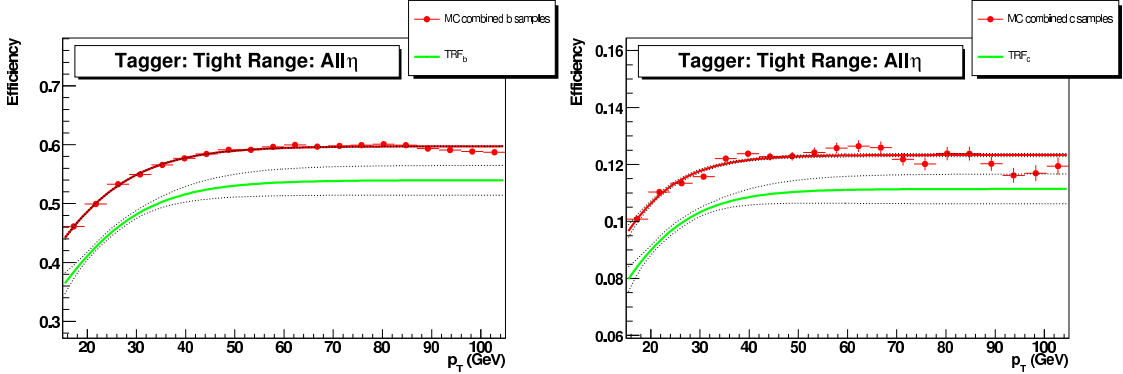 MC combined b samples
TRF_b
Tagger: Tight Range: All η
Efficiency
0.7
0.6
0.5
0.4
0.3
20 30 40 50 60 70 80 90 100
p_T (GeV)
MC combined c samples
TRF_c
Tagger: Tight Range: All η
Efficiency
0.16
0.14
0.12
0.1
0.08
0.06
20 30 40 50 60 70 80 90 100
p_T (GeV)